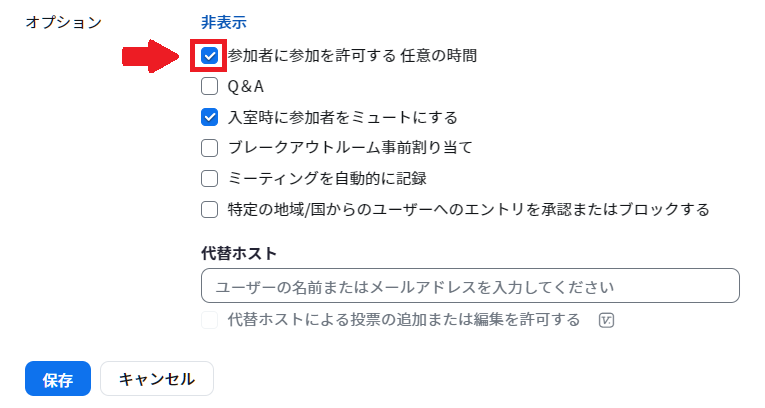 オプション
非表示
参加者に参加を許可する 任意の時間
Q&A
入室時に参加者をミュートにする
ブレークアウトルーム事前割り当て
ミーティングを自動的に記録
特定の地域/国からのユーザーへのエントリを承認またはブロックする
代替ホスト
ユーザーの名前またはメールアドレスを入力してください
代替ホストによる投票の追加または編集を許可する
保存
キャンセル